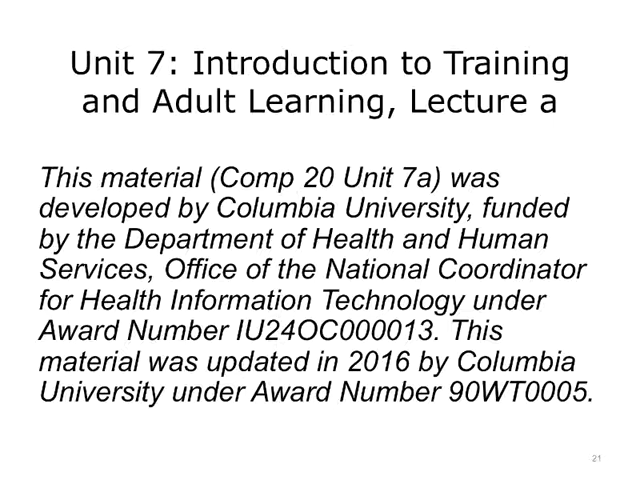 Unit 7: Introduction to Training
and Adult Learning, Lecture a
This material (Comp 20 Unit 7a) was
developed by Columbia University, funded
by the Department of Health and Human
Services, Office of the National Coordinator
for Health Information Technology under
Award Number IU24OC000013. This
material was updated in 2016 by Columbia
University under Award Number 90WT0005.
21